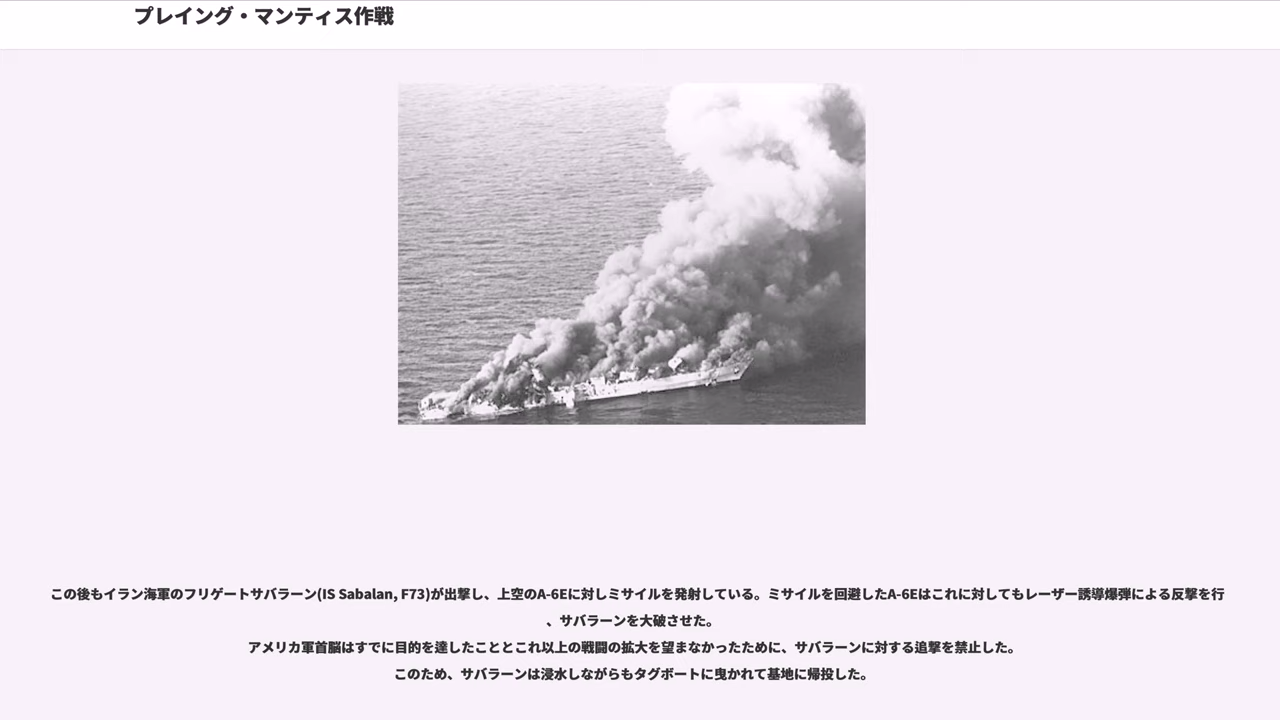 プレイング・マンティス作戦
この後もイラン海軍のフリゲートサバラーン(IS Sabalan, F73)が出撃し、上空のA-6Eに対しミサイルを発射している。ミサイルを回避したA-6Eはこれに対してもレーザー誘導爆弾による反撃を行
、サバラーンを大破させた。
アメリカ軍首脳はすでに目的を達したこととこれ以上の戦闘の拡大を望まなかったために、サバラーンに対する追撃を禁止した。
このため、サバラーンは浸水しながらもタグボートに曳かれて基地に帰投した。